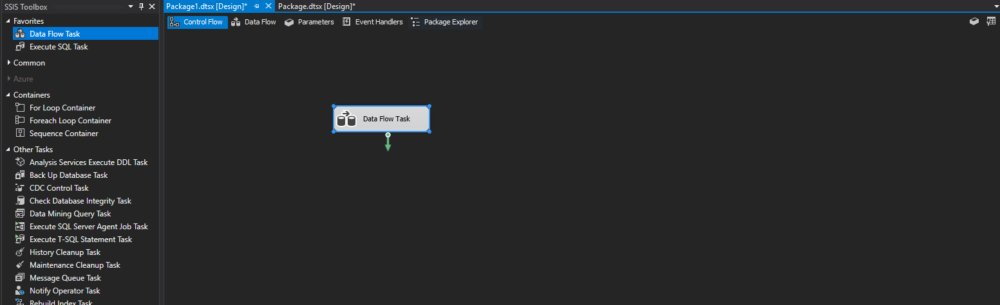 SSIS Toolbox
Favorites
Data Flow Task
Execute SQL Task
Common
Azure
Containers
For Loop Container
Foreach Loop Container
Sequence Container
Other Tasks
Analysis Services Execute DDL Task
Back Up Database Task
CDC Control Task
Check Database Integrity Task
Data Mining Query Task
Execute SQL Server Agent Job Task
Execute T-SQL Statement Task
History Cleanup Task
Maintenance Cleanup Task
Message Queue Task
Notify Operator Task
Rebuild Index Task
Package1.dtsx [Design]* Package.dtsx [Design]*
Control Flow Data Flow Parameters Event Handlers Package Explorer
Data Flow Task